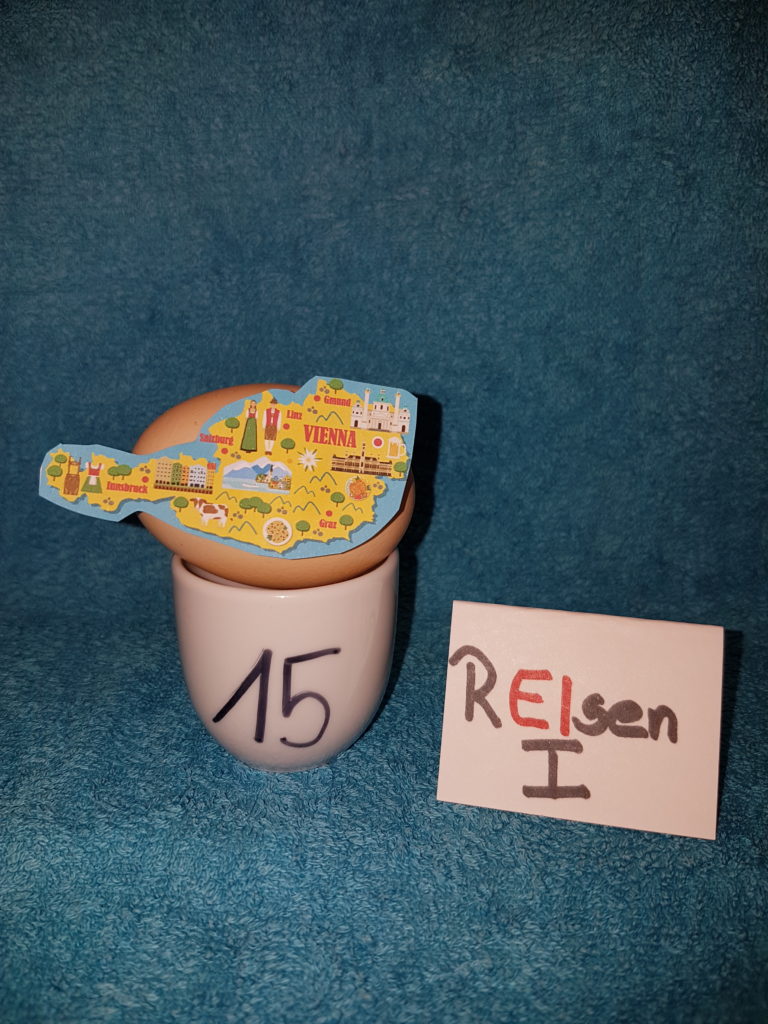 Gmund
Linz
Salzburg
VIENNA
Innsbruck
Graz
15
REIsen
I